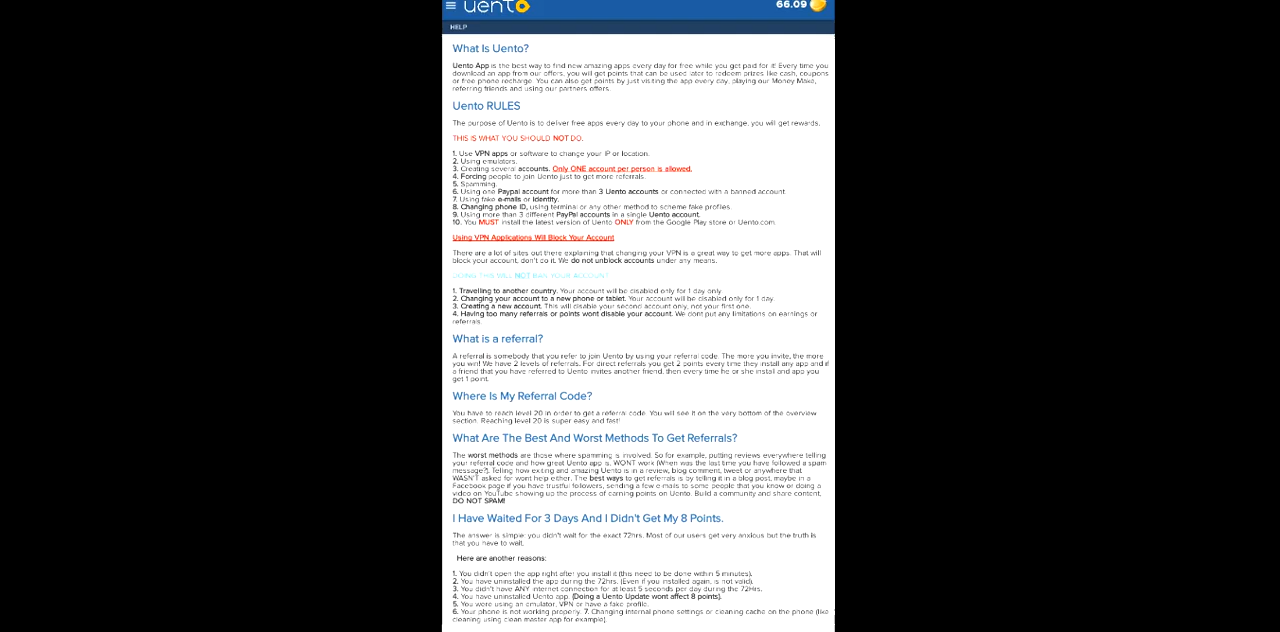 uento
66.09
HELP
What Is Uento?
Uento App is the best way to find new amazing apps every day for free while you get paid for it! Every time you
download an app from our offers, you will get points that can be used later to redeem prizes like cash, coupons
or free phone recharge. You can also get points by just visiting the app every day, playing our Money Make,
referring friends and using our partners offers.
Uento RULES
The purpose of Uento is to deliver free apps every day to your phone and in exchange, you will get rewards.
THIS IS WHAT YOU SHOULD NOT DO:
1. Use VPN apps or software to change your IP or location.
2. Using emulators.
3. Creating several accounts. Only ONE account per person is allowed.
4. Forcing people to join Uento just to get more referrals.
5. Spamming.
6. Using one Paypal account for more than 3 Uento accounts or connected with a banned account.
7. Using fake e-mails or Identity.
8. Changing phone ID, using terminal or any other method to scheme fake profiles.
9. Using more than 3 different PayPal accounts in a single Uento account.
10. You MUST install the latest version of Uento ONLY from the Google Play store or Uento.com
Using VPN Applications Will Block Your Account
There are a lot of sites out there explaining that changing your VPN is a great way to get more apps. That will
block your account, don't do it. We do not unblock accounts under any means.
DOING THIS WILL NOT BAN YOUR ACCOUNT
1. Travelling to another country. Your account will be disabled only for 1 day only.
2. Changing your account to a new phone or tablet. Your account will be disabled only for 1 day.
3. Creating a new account. This will disable your second account only, not your first one.
4. Having too many referrals or points wont disable your account. We dont put any limitations on earnings or
referrals.
What is a referral?
A referral is somebody that you refer to join Uento by using your referral code. The more you invite, the more
you win! We have 2 levels of referrals. For direct referrals you get 2 points every time they install any app and if
a friend that you have referred to Uento invites another friend, then every time he or she install and app you
get 1 point.
Where Is My Referral Code?
You have to reach level 20 in order to get a referral code. You will see it on the very bottom of the overview
section. Reaching level 20 is super easy and fast!
What Are The Best And Worst Methods To Get Referrals?
The worst methods are those where spamming is involved. So for example, putting reviews everywhere telling
your referral code and how great Uento app is, WONT work (When was the last time you have followed a spam
message?). Telling how exiting and amazing Uento is in a review, blog comment, tweet or anywhere that
WASN'T asked for wont help either. The best ways to get referrals is by telling it in a blog post, maybe in a
Facebook page if you have trustful followers, sending a few e-mails to some people that you know or doing a
video on YouTube showing up the process of earning points on Uento. Build a community and share content,
DO NOT SPAM!
I Have Waited For 3 Days And I Didn't Get My 8 Points.
The answer is simple: you didn't wait for the exact 72hrs. Most of our users get very anxious but the truth is
that you have to wait.
Here are another reasons:
1. You didn't open the app right after you install it (this need to be done within 5 minutes).
2. You have uninstalled the app during the 72hrs. (Even if you installed again, is not valid).
3. You didn't have ANY internet connection for at least 5 seconds per day during the 72Hrs.
4. You have uninstalled Uento app. (Doing a Uento Update wont affect 8 points).
5. You were using an emulator, VPN or have a fake profile.
6. Your phone is not working properly. 7. Changing internal phone settings or cleaning cache on the phone (like
cleaning using clean master app for example).